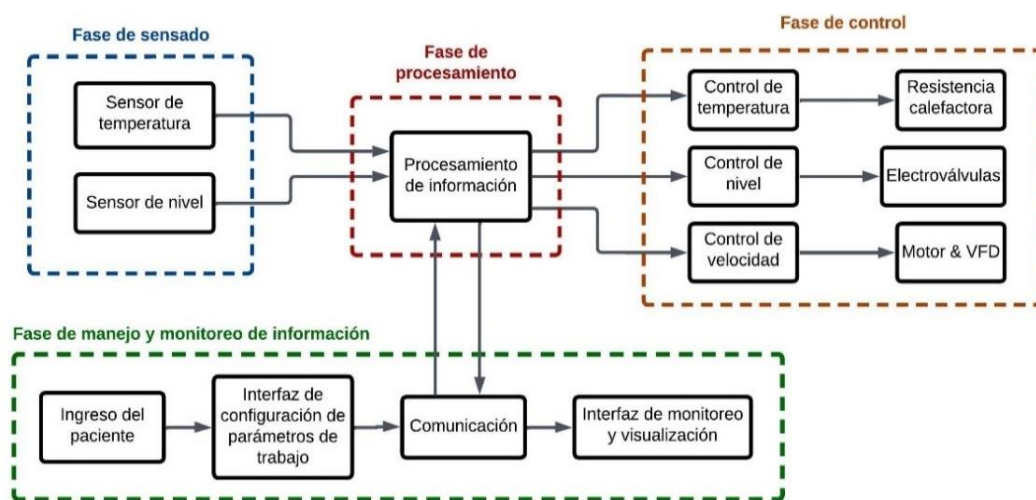 Fase de sensado
Sensor de
temperatura
Sensor de nivel
Fase de
procesamiento
Procesamiento
de información
Fase de control
Control de
temperatura
Resistencia
calefactora
Control de
nivel
Electroválvulas
Control de
velocidad
Motor & VFD
Fase de manejo y monitoreo de información
Ingreso del
paciente
Interfaz de
configuración de
parámetros de
trabajo
Comunicación
Interfaz de monitoreo
y visualización